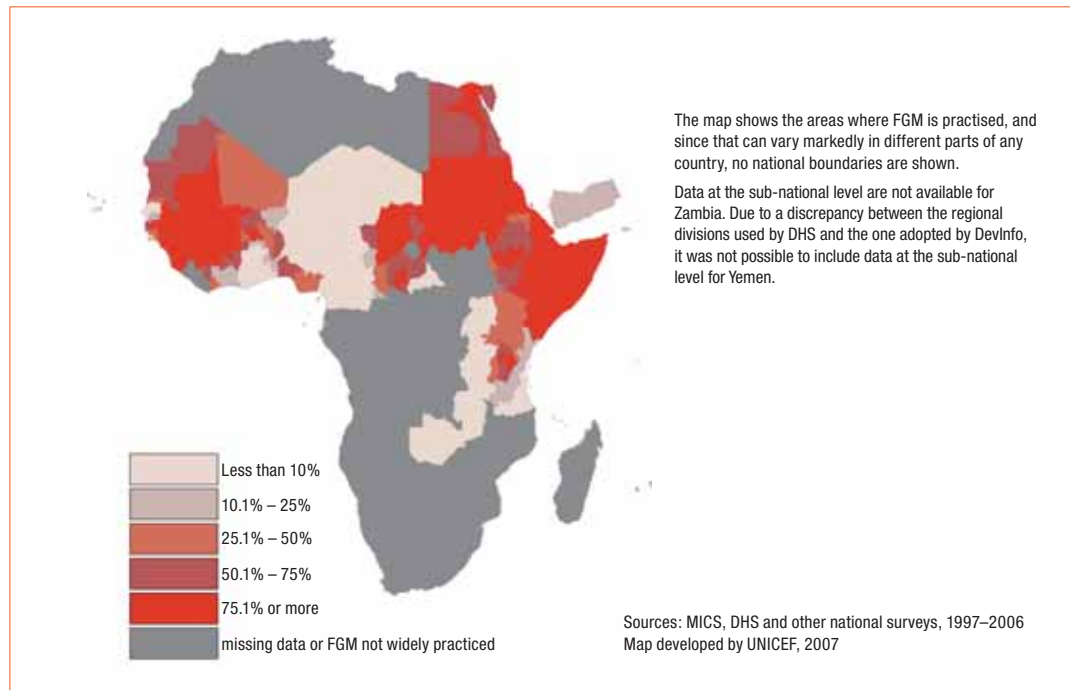 The map shows the areas where FGM is practised, and
since that can vary markedly in different parts of any
country, no national boundaries are shown.
Data at the sub-national level are not available for
Zambia. Due to a discrepancy between the regional
divisions used by DHS and the one adopted by DevInfo,
it was not possible to include data at the sub-national
level for Yemen.
Less than 10%
10.1% – 25%
25.1% – 50%
50.1% – 75%
75.1% or more
missing data or FGM not widely practiced
Sources: MICS, DHS and other national surveys, 1997–2006
Map developed by UNICEF, 2007